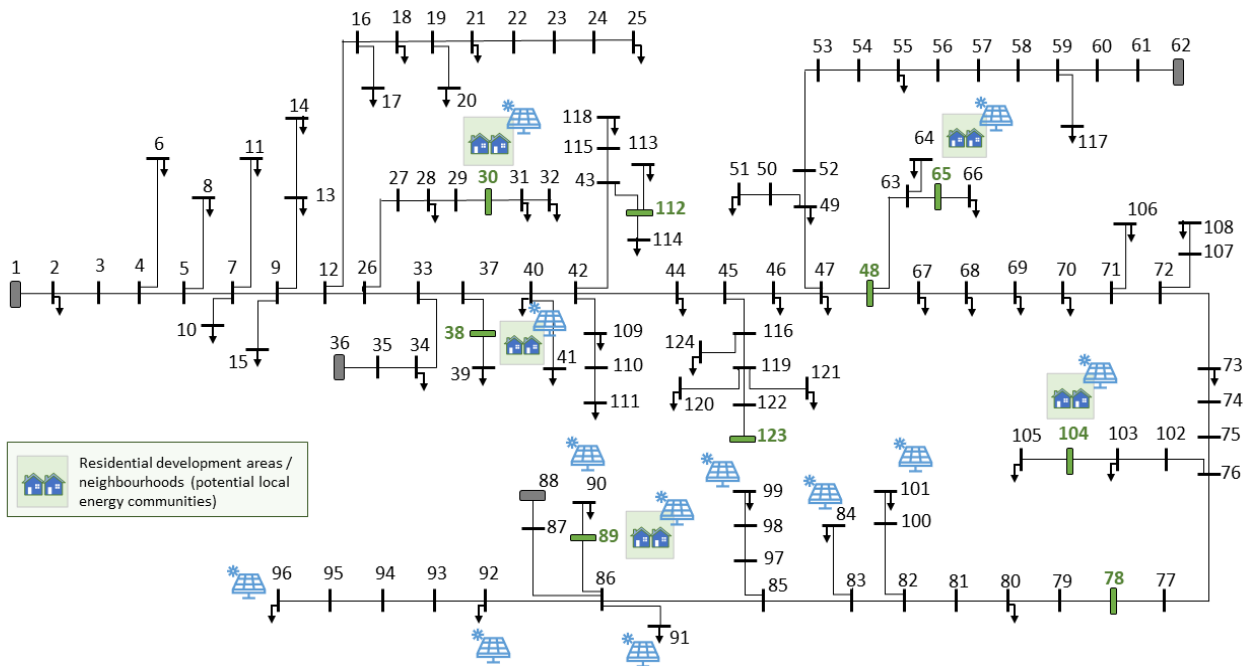 16 18 19 21 22 23 24 25
53 54 55 56 57 58 59 60 61 62
17 20
14 118 113 117
6 11 115 64
8 27 28 29 30 31 32 43 51 50 52 63 65 66
13 112 49
114 106 108
107
1 2 3 4 5 7 9 12 26 33 37 40 42 44 45 46 47 48 67 68 69 70 71 72
10 15 36 35 34 38 109 116
39 41 110 124 119 121 73
111 120 122 74
123 75
105 104 103 102 76
Residential development areas /
neighbourhoods (potential local
energy communities)
88 90 99 101
87 89 98 84 100
97
96 95 94 93 92 86 85 83 82 81 80 79 78 77
91